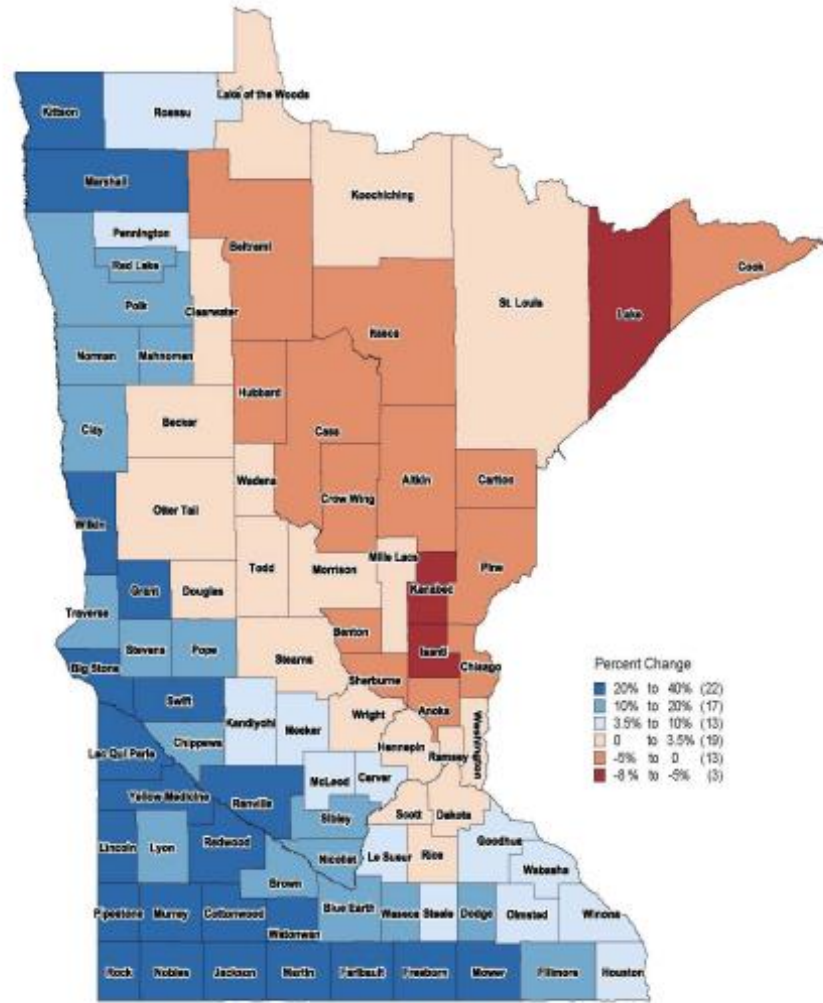 Kittson
Roseau
Lake of the Woods
Marshall
Koochiching
Pennington
Red Lake
Beltrami
Cook
Polk
Clearwater
Itasca
St. Louis
Lake
Norman
Mahnomen
Hubbard
Cass
Clay
Becker
Aitkin
Carlton
Wadena
Crow Wing
Otter Tail
Wilkin
Mille Lacs
Pine
Todd
Morrison
Kanabec
Grant
Douglas
Traverse
Benton
Isanti
Stevens
Pope
Stearns
Chisago
Big Stone
Sherburne
Swift
Anoka
Kandiyohi
Meeker
Wright
Washington
Chippewa
Hennepin
Ramsey
Lac Qui Parle
McLeod
Carver
Yellow Medicine
Renville
Scott
Dakota
Sibley
Lincoln
Lyon
Redwood
Goodhue
Nicollet
Le Sueur
Rice
Wabasha
Brown
Pipestone
Murray
Cottonwood
Watonwan
Blue Earth
Waseca
Steele
Dodge
Olmsted
Winona
Rock
Nobles
Jackson
Martin
Faribault
Freeborn
Mower
Fillmore
Houston
Percent Change
20% to 40% (22)
10% to 20% (17)
3.5% to 10% (13)
0 to 3.5% (19)
-5% to 0 (13)
-8% to -5% (3)